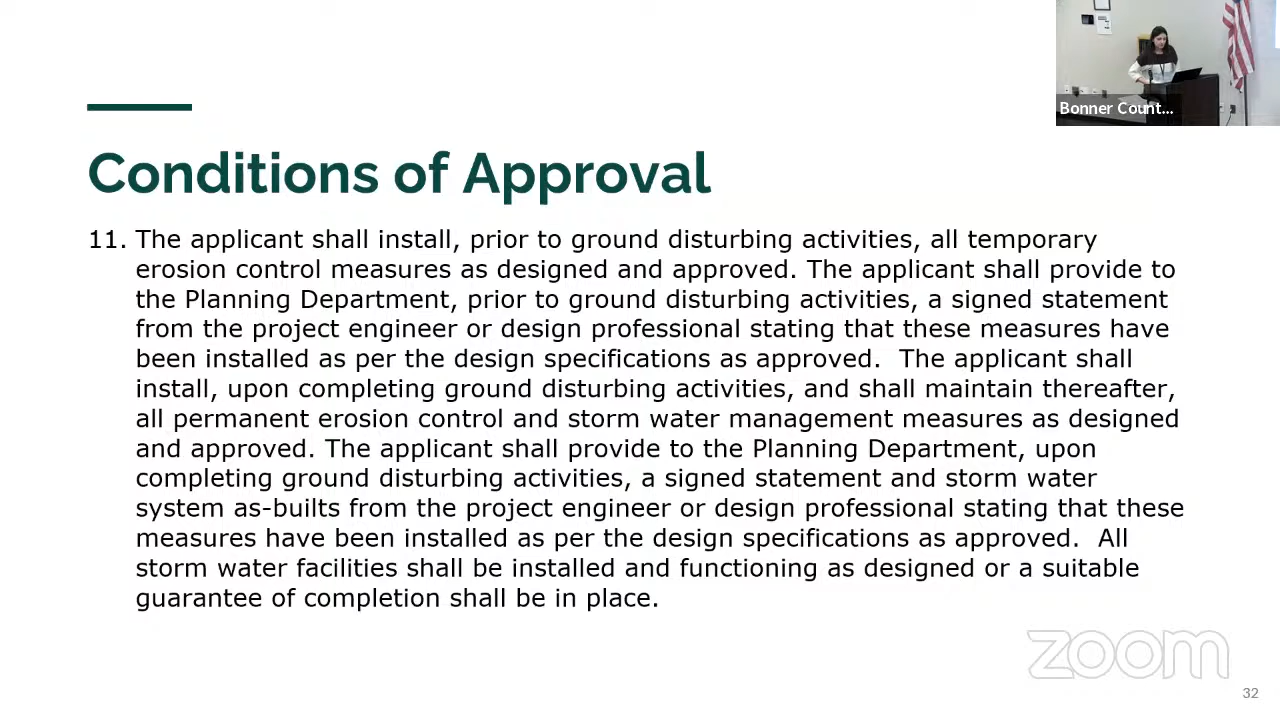 Bonner Count...
Conditions of Approval
11. The applicant shall install, prior to ground disturbing activities, all temporary
erosion control measures as designed and approved. The applicant shall provide to
the Planning Department, prior to ground disturbing activities, a signed statement
from the project engineer or design professional stating that these measures have
been installed as per the design specifications as approved.  The applicant shall
install, upon completing ground disturbing activities, and shall maintain thereafter,
all permanent erosion control and storm water management measures as designed
and approved. The applicant shall provide to the Planning Department, upon
completing ground disturbing activities, a signed statement and storm water
system as-builts from the project engineer or design professional stating that these
measures have been installed as per the design specifications as approved.  All
storm water facilities shall be installed and functioning as designed or a suitable
guarantee of completion shall be in place.
zoom
32